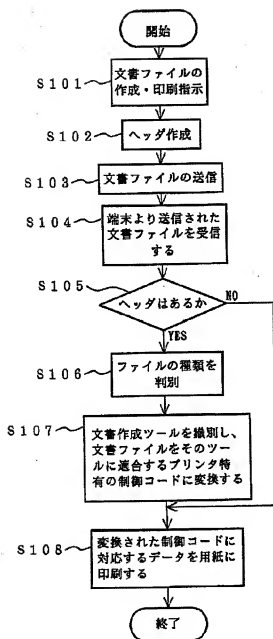 開始
S101
文書ファイルの
作成・印刷指示
S102
ヘッダ作成
S103
文書ファイルの送信
S104
端末より送信された
文書ファイルを受信
する
S105
ヘッダはあるか
NO
YES
S106
ファイルの種類を
判別
S107
文書作成ツールを識別し、
文書ファイルをそのツー
ルに適合するプリンタ特
有の制御コードに変換する
S108
変換された制御コードに
対応するデータを用紙に
印刷する
終了